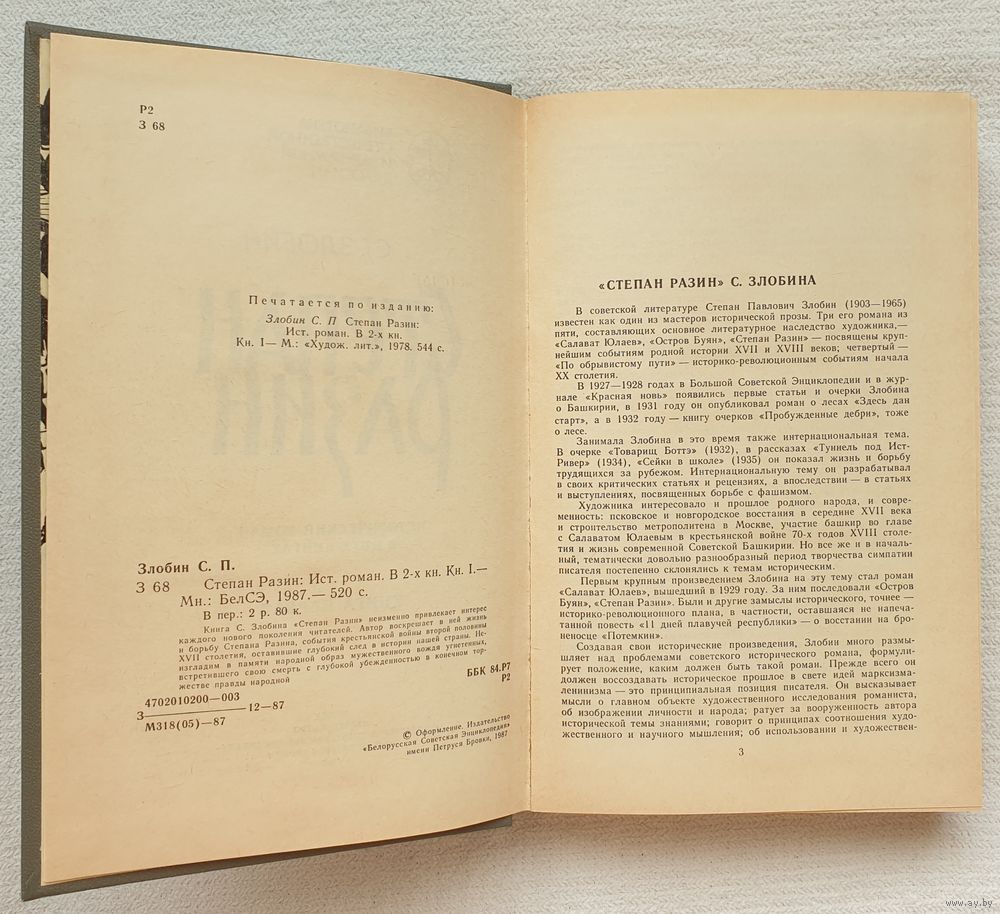 Р2
З 68
Печатается по изданию:
Злобин С. П Степан Разин:
Ист. роман. В 2-х кн.
Кн. I— М.: «Худож. лит.», 1978. 544 с.
Злобин С. П.
З 68 Степан Разин: Ист. роман. В 2-х кн. Кн. I.—
Мн.: БелСЭ, 1987.— 520 с.
В пер.: 2 р. 80 к.
Книга С. Злобина «Степан Разин» неизменно привлекает интерес
каждого нового поколения читателей. Автор воскрешает в ней жизнь
и борьбу Степана Разина, события крестьянской войны второй половины
XVII столетия, оставившие глубокий след в истории нашей страны. Не-
изгладим в памяти народной образ мужественного вождя угнетенных,
встретившего свою смерть с глубокой убежденностью в конечном тор-
жестве правды народной
4702010200—003
З 12—87
М318(05)—87
ББК 84.Р7
Р2
© Оформление. Издательство
«Белорусская Советская Энциклопедия»
имени Петруся Бровки, 1987
«СТЕПАН РАЗИН» С. ЗЛОБИНА
В советской литературе Степан Павлович Злобин (1903—1965)
известен как один из мастеров исторической прозы. Три его романа из
пяти, составляющих основное литературное наследство художника,—
«Салават Юлаев», «Остров Буян», «Степан Разин» — посвящены круп-
нейшим событиям родной истории XVII и XVIII веков; четвертый —
«По обрывистому пути» — историко-революционным событиям начала
XX столетия.
В 1927—1928 годах в Большой Советской Энциклопедии и в жур-
нале «Красная новь» появились первые статьи и очерки Злобина
о Башкирии, в 1931 году он опубликовал роман о лесах «Здесь дан
старт», а в 1932 году — книгу очерков «Пробужденные дебри», тоже
о лесе.
Занимала Злобина в это время также интернациональная тема.
В очерке «Товарищ Боттэ» (1932), в рассказах «Туннель под Ист-
Ривер» (1934), «Сейки в школе» (1935) он показал жизнь и борьбу
трудящихся за рубежом. Интернациональную тему он разрабатывал
в своих критических статьях и рецензиях, а впоследствии — в статьях
и выступлениях, посвященных борьбе с фашизмом.
Художника интересовало и прошлое родного народа, и совре-
менность: псковское и новгородское восстания в середине XVII века
и строительство метрополитена в Москве, участие башкир во главе
с Салаватом Юлаевым в крестьянской войне 70-х годов XVIII столе-
тия и жизнь современной Советской Башкирии. Но все же и в началь-
ный, тематически довольно разнообразный период творчества симпатии
писателя постепенно склонялись к темам историческим.
Первым крупным произведением Злобина на эту тему стал роман
«Салават Юлаев», вышедший в 1929 году. За ним последовали «Остров
Буян», «Степан Разин». Были и другие замыслы исторического, точнее —
историко-революционного плана, в частности, оставшаяся не напеча-
танной повесть «11 дней плавучей республики» — о восстании на бро-
неносце «Потемкин».
Создавая свои исторические произведения, Злобин много размы-
шляет над проблемами советского исторического романа, формули-
рует положение, каким должен быть такой роман. Прежде всего он
должен воссоздавать историческое прошлое в свете идей марксизма-
ленинизма — это принципиальная позиция писателя. Он высказывает
мысли о главном объекте художественного исследования романиста,
об изображении личности и народа; ратует за вооруженность автора
исторической темы знаниями; говорит о принципах соотношения худо-
жественного и научного мышления; об использовании и художествен-
3
www.ay.by